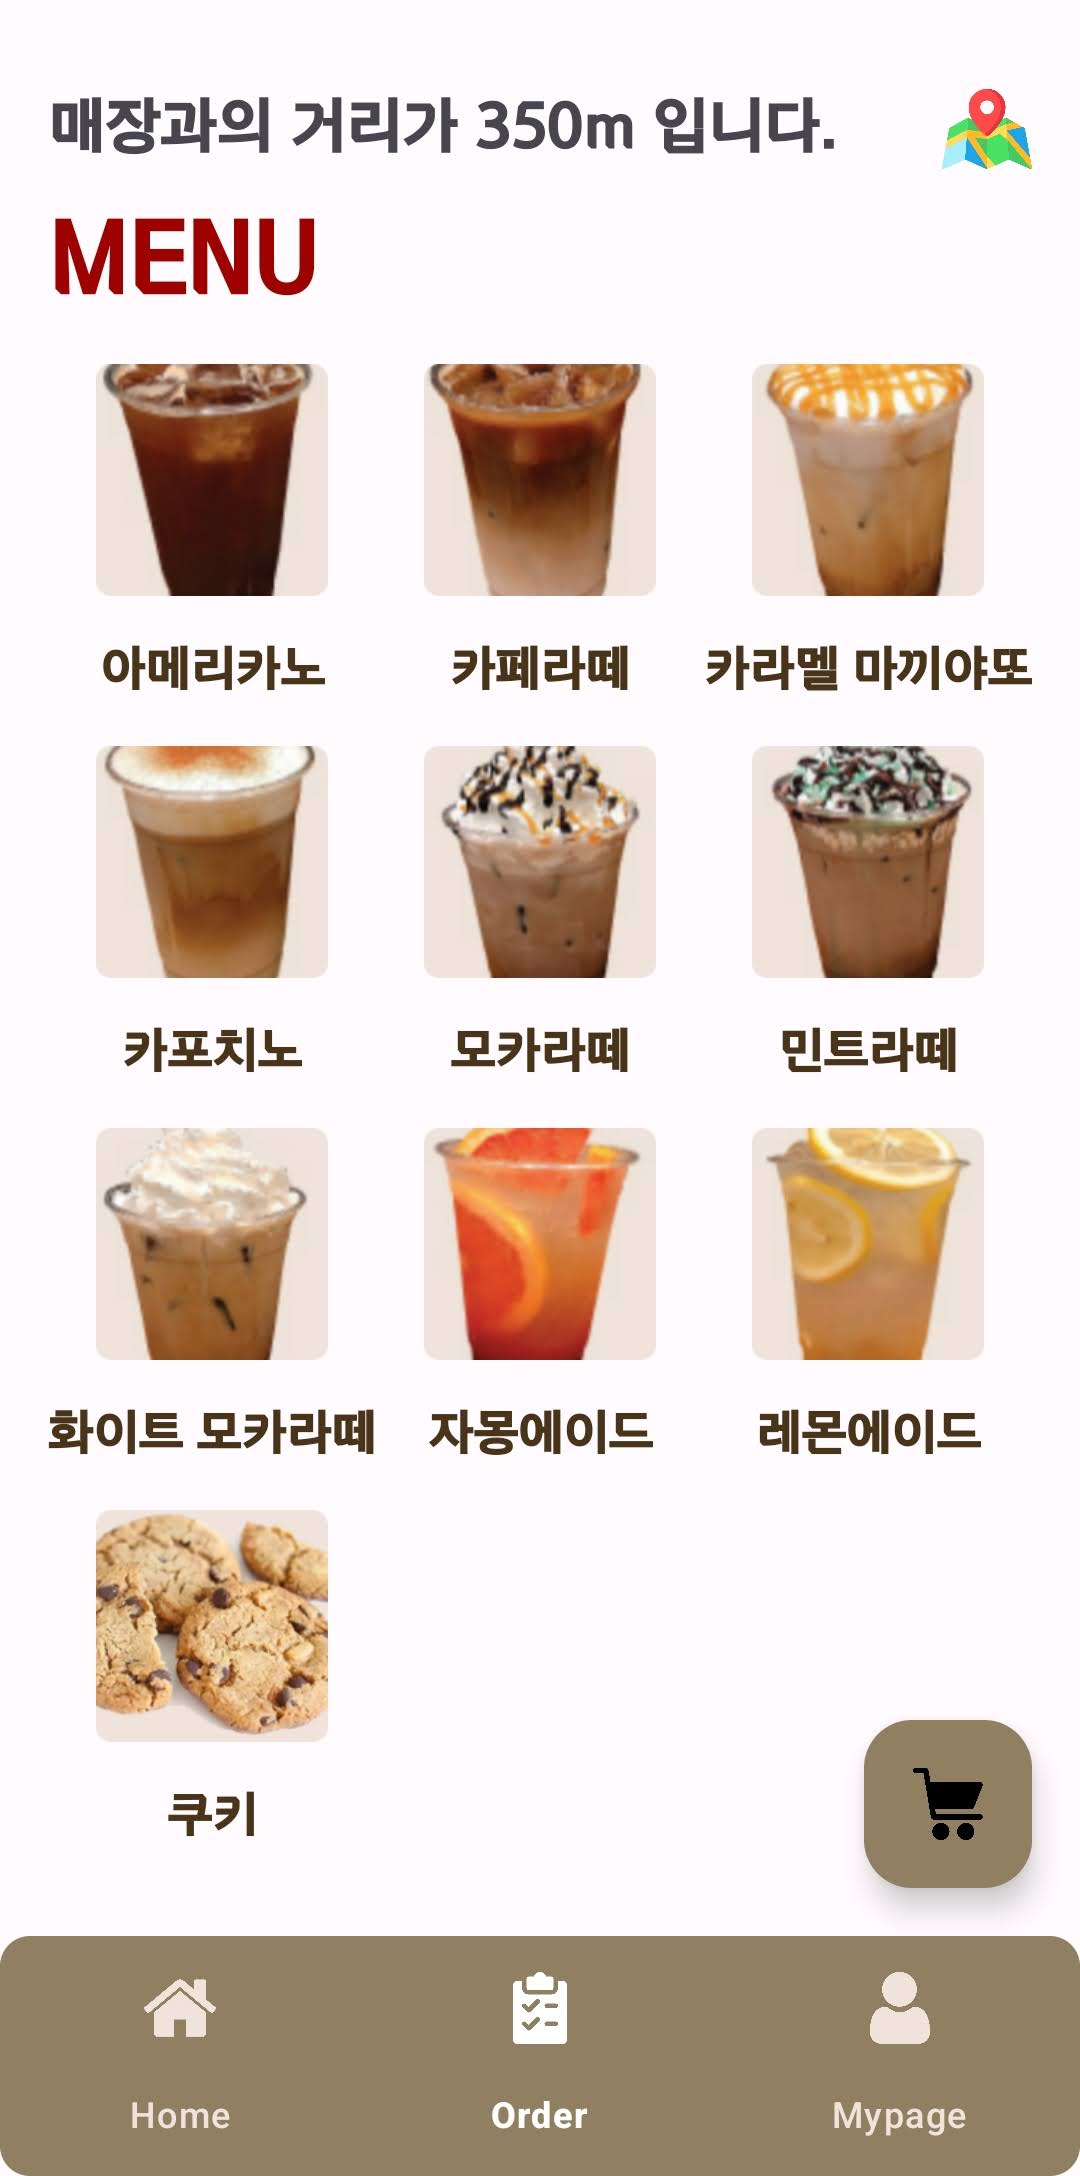 매장과의 거리가 350m 입니다.
MENU
아메리카노 카페라떼 카라멜 마끼야또
카포치노 모카라떼 민트라떼
화이트 모카라떼 자몽에이드 레몬에이드
쿠키
Home Order Mypage